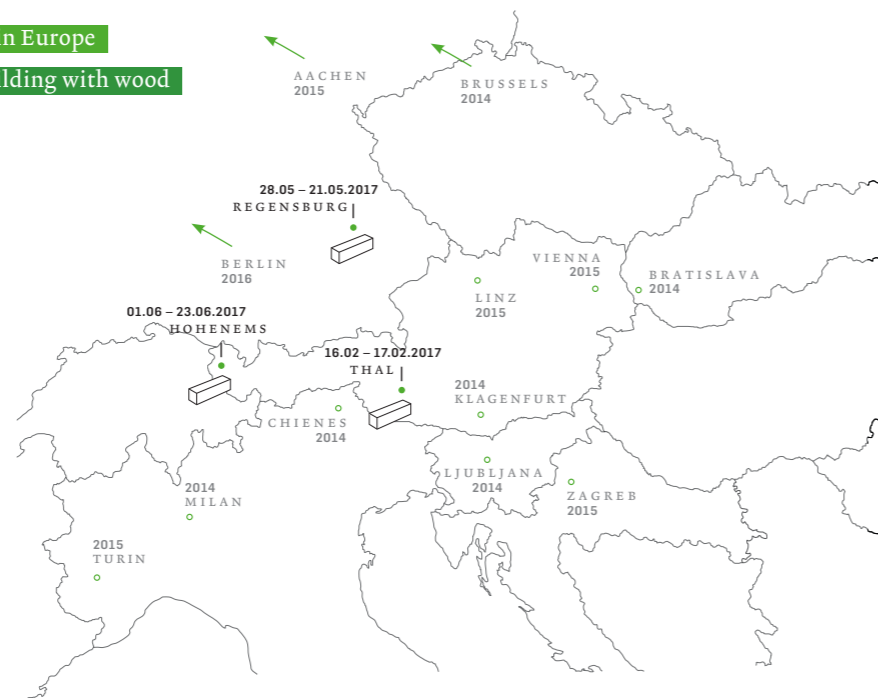 in Europe
ilding with wood
AACHEN
2015
BRUSSELS
2014
28.05 – 21.05.2017
REGENSBURG
BERLIN
2016
VIENNA
2015
LINZ
2015
BRATISLAVA
2014
01.06 – 23.06.2017
HOHENEMS
16.02 – 17.02.2017
THAL
2014
KLAGENFURT
CHIENES
2014
LJUBLJANA
2014
ZAGREB
2015
2014
MILAN
2015
TURIN